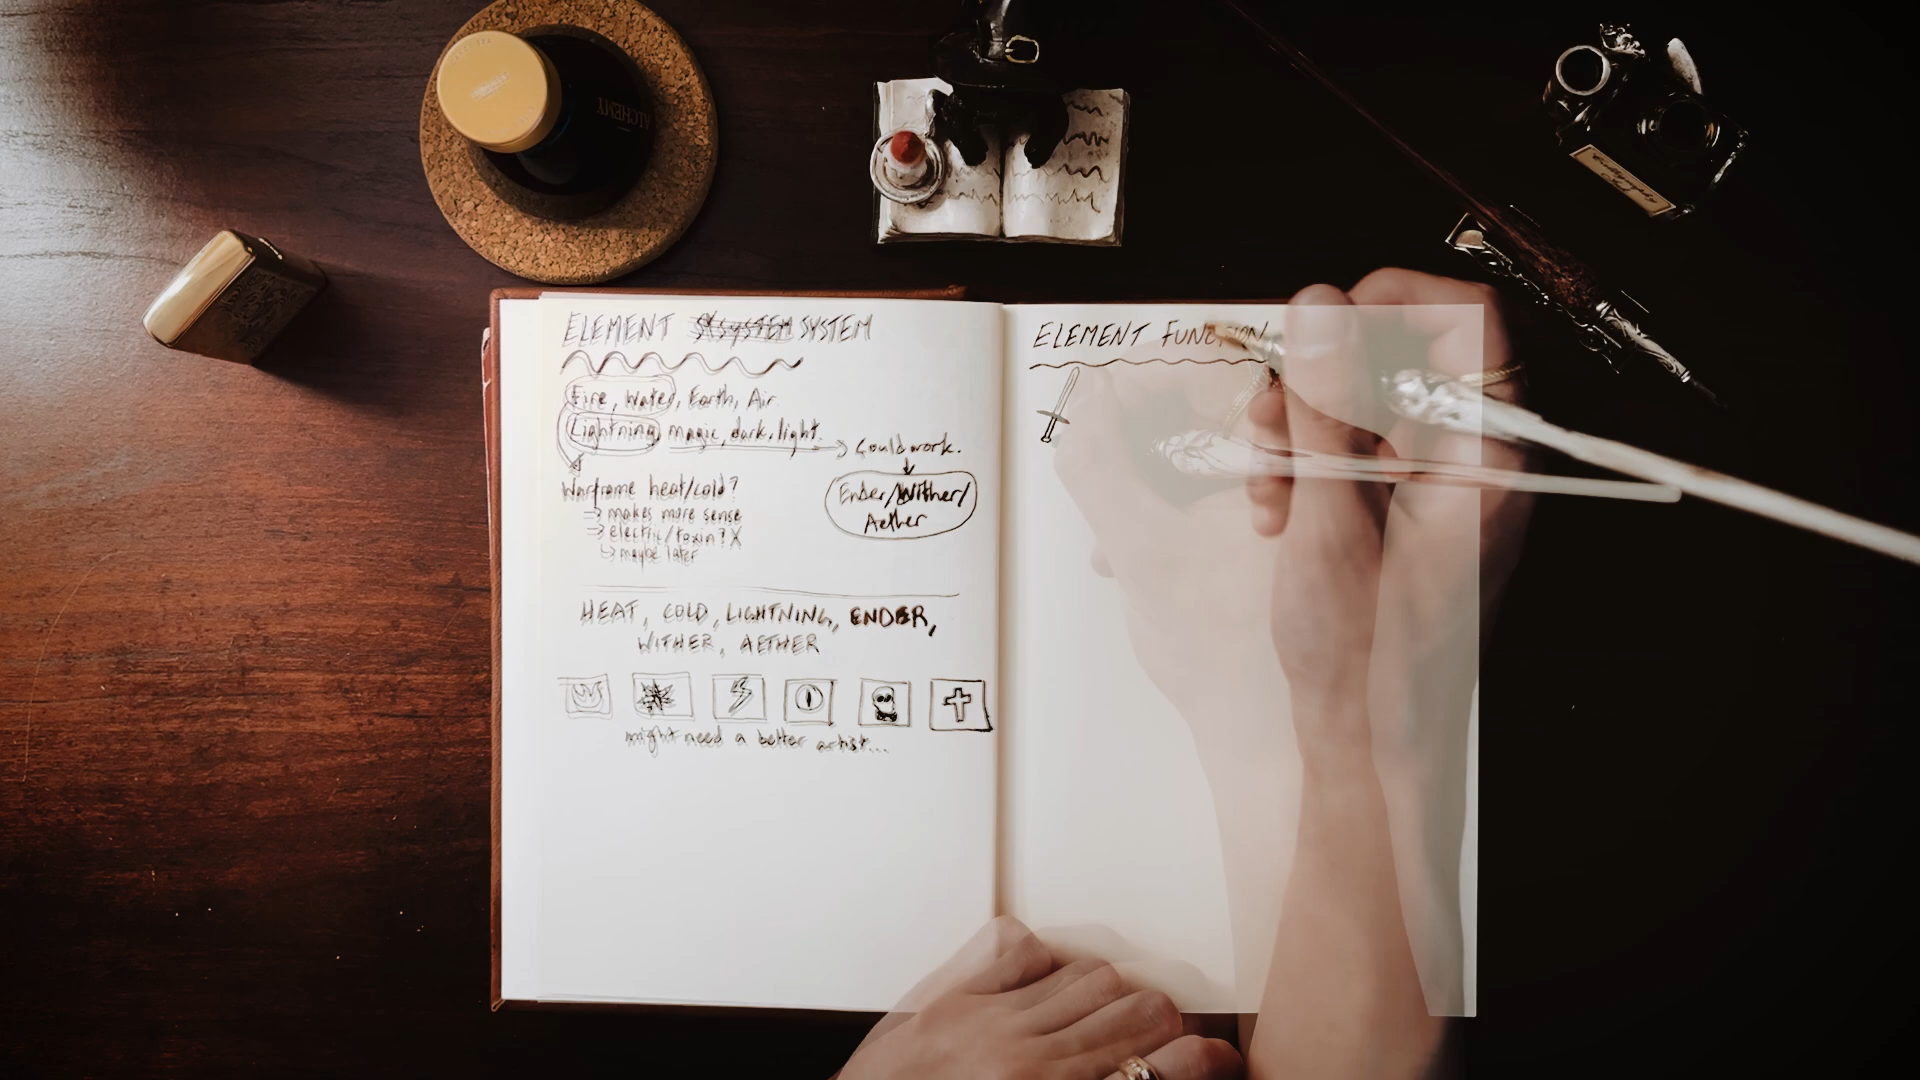 ALCHEMY
ELEMENT SYSTEM SYSTEM
Fire, Water, Earth, Air.
Lightning, magic, dark, light.
Could work.
Warframe heat/cold?
→ makes more sense
→ electric/toxin? X
↳ maybe later
Ender/Wither/
Aether
HEAT, COLD, LIGHTNING, ENDER,
WITHER, AETHER
might need a better artist...
ELEMENT FUNCTION